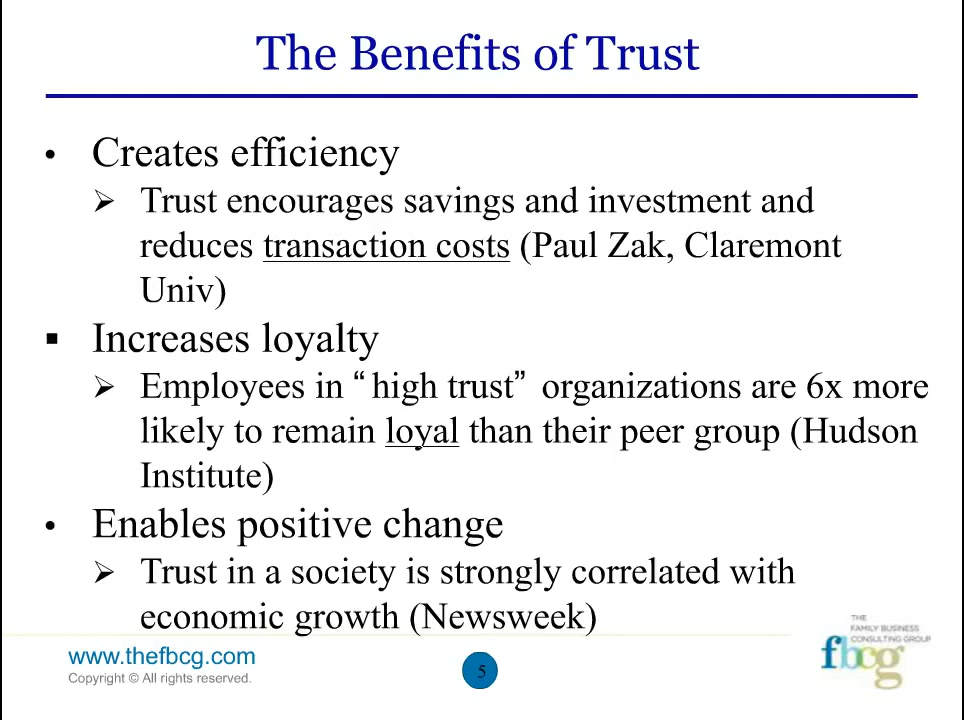 The Benefits of Trust
• Creates efficiency
➢ Trust encourages savings and investment and
reduces transaction costs (Paul Zak, Claremont
Univ)
▪ Increases loyalty
➢ Employees in “high trust” organizations are 6x more
likely to remain loyal than their peer group (Hudson
Institute)
• Enables positive change
➢ Trust in a society is strongly correlated with
economic growth (Newsweek)
www.thefbcg.com
Copyright © All rights reserved.
5
THE
FAMILY BUSINESS
CONSULTING GROUP
fbcg